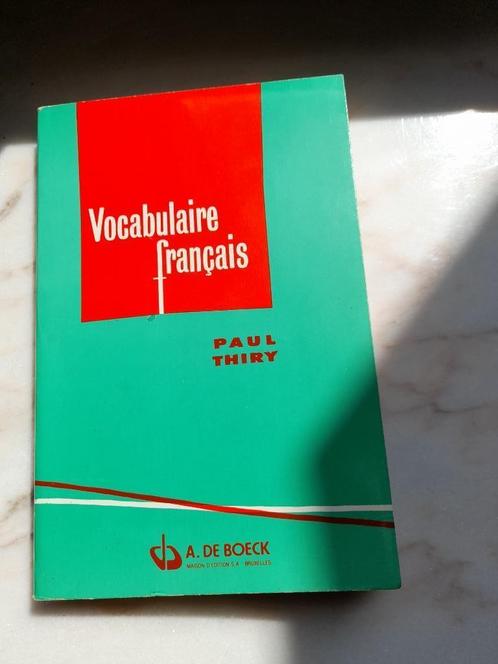 Vocabulaire
français
PAUL
THIRY
A. DE BOECK
MAISON D'EDITION S.A. BRUXELLES